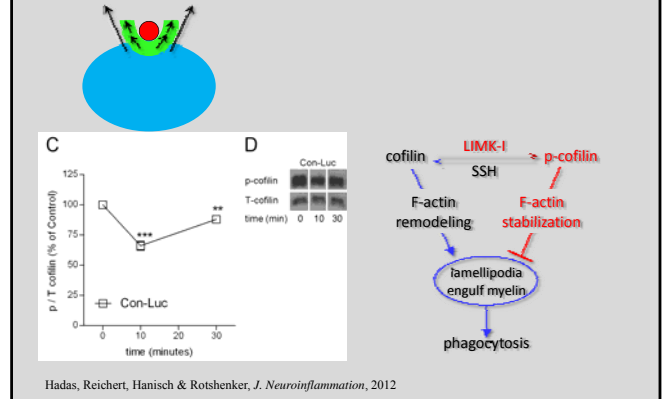 C
p / T cofilin (% of Control)
125
100
75
50
25
0
***
**
Con-Luc
0
10
20
30
time (minutes)
D
Con-Luc
p-cofilin
T-cofilin
time (min) 0 10 30
cofilin
LIMK-I
SSH
p-cofilin
F-actin
remodeling
F-actin
stabilization
lamellipodia
engulf myelin
phagocytosis
Hadas, Reichert, Hanisch & Rotshenker, J. Neuroinflammation, 2012